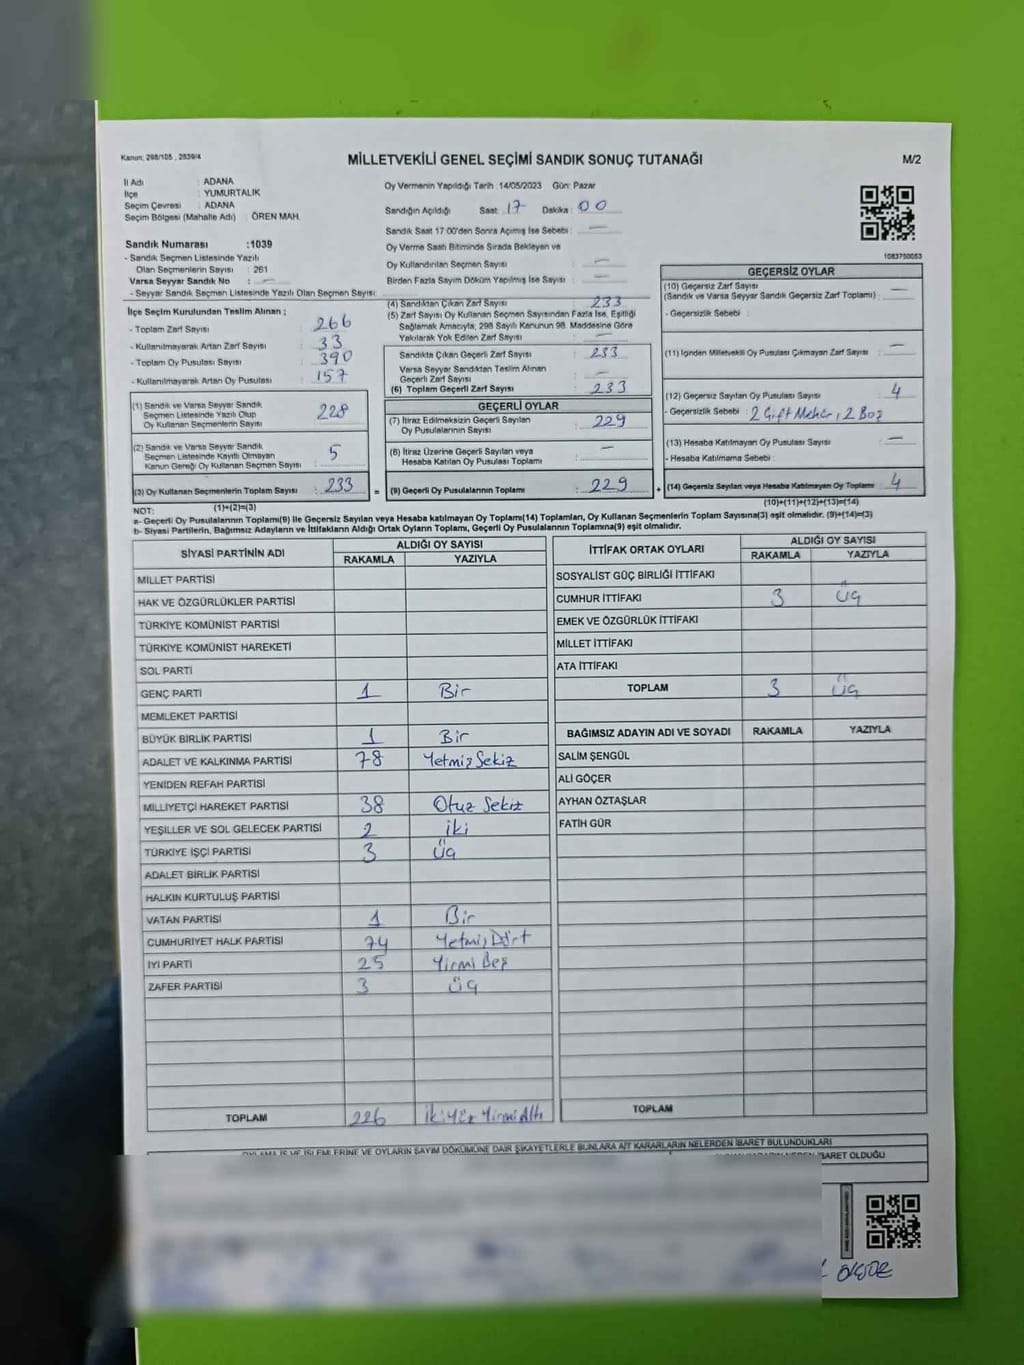 Kanun: 298/105 , 2839/4
MİLLETVEKİLİ GENEL SEÇİMİ SANDIK SONUÇ TUTANAĞI
M/2
İl Adı : ADANA
İlçe : YUMURTALIK
Seçim Çevresi : ADANA
Seçim Bölgesi (Mahalle Adı) : ÖREN MAH.
Sandık Numarası :1039
- Sandık Seçmen Listesinde Yazılı
Olan Seçmenlerin Sayısı : 261
Varsa Seyyar Sandık No : —
- Seyyar Sandık Seçmen Listesinde Yazılı Olan Seçmen Sayısı
Oy Vermenin Yapıldığı Tarih :14/05/2023 Gün: Pazar
Sandığın Açıldığı Saat : 17 Dakika : 00
Sandık Saat 17:00'den Sonra Açılmış İse Sebebi : —
Oy Verme Saati Bitiminde Sırada Bekleyen ve
Oy Kullandırılan Seçmen Sayısı : —
Birden Fazla Sayım Döküm Yapılmış İse Sayısı : —
1083750053
İlçe Seçim Kurulundan Teslim Alınan ;
- Toplam Zarf Sayısı : 266
- Kullanılmayarak Artan Zarf Sayısı : 33
- Toplam Oy Pusulası Sayısı : 390
- Kullanılmayarak Artan Oy Pusulası : 157
(1) Sandık ve Varsa Seyyar Sandık
Seçmen Listesinde Yazılı Olup
Oy Kullanan Seçmenlerin Sayısı : 228
(2) Sandık ve Varsa Seyyar Sandık
Seçmen Listesinde Kayıtlı Olmayan
Kanun Gereği Oy Kullanan Seçmen Sayısı : 5
(3) Oy Kullanan Seçmenlerin Toplam Sayısı : 233
(4) Sandıktan Çıkan Zarf Sayısı : 233
(5) Zarf Sayısı Oy Kullanan Seçmen Sayısından Fazla İse, Eşitliği
Sağlamak Amacıyla, 298 Sayılı Kanunun 98. Maddesine Göre
Yakılarak Yok Edilen Zarf Sayısı : —
Sandıkta Çıkan Geçerli Zarf Sayısı : 233
Varsa Seyyar Sandıktan Teslim Alınan
Geçerli Zarf Sayısı : —
(6) Toplam Geçerli Zarf Sayısı : 233
GEÇERLİ OYLAR
(7) İtiraz Edilmeksizin Geçerli Sayılan
Oy Pusulalarının Sayısı : 229
(8) İtiraz Üzerine Geçerli Sayılan veya
Hesaba Katılan Oy Pusulası Toplamı : —
= (9) Geçerli Oy Pusulalarının Toplamı : 229
GEÇERSİZ OYLAR
(10) Geçersiz Zarf Sayısı : —
(Sandık ve Varsa Seyyar Sandık Geçersiz Zarf Toplamı)
- Geçersizlik Sebebi :
(11) İçinden Milletvekili Oy Pusulası Çıkmayan Zarf Sayısı : —
(12) Geçersiz Sayılan Oy Pusulası Sayısı : 4
- Geçersizlik Sebebi : 2 Çift Mühür, 2 Boş
(13) Hesaba Katılmayan Oy Pusulası Sayısı : —
- Hesaba Katılmama Sebebi :
+ (14) Geçersiz Sayılan veya Hesaba Katılmayan Oy Toplamı : 4
(1)+(2)=(3)
(10)+(11)+(12)+(13)=(14)
NOT:
a- Geçerli Oy Pusulalarının Toplamı(9) ile Geçersiz Sayılan veya Hesaba katılmayan Oy Toplamı(14) Toplamları, Oy Kullanan Seçmenlerin Toplam Sayısına(3) eşit olmalıdır. (9)+(14)=(3)
b- Siyasi Partilerin, Bağımsız Adayların ve İttifakların Aldığı Ortak Oyların Toplamı, Geçerli Oy Pusulalarının Toplamına(9) eşit olmalıdır.
SİYASİ PARTİNİN ADI ALDIĞI OY SAYISI
RAKAMLA YAZIYLA
MİLLET PARTİSİ
HAK VE ÖZGÜRLÜKLER PARTİSİ
TÜRKİYE KOMÜNİST PARTİSİ
TÜRKİYE KOMÜNİST HAREKETİ
SOL PARTİ
GENÇ PARTİ 1 Bir
MEMLEKET PARTİSİ
BÜYÜK BİRLİK PARTİSİ 1 Bir
ADALET VE KALKINMA PARTİSİ 78 Yetmiş Sekiz
YENİDEN REFAH PARTİSİ
MİLLİYETÇİ HAREKET PARTİSİ 38 Otuz Sekiz
YEŞİLLER VE SOL GELECEK PARTİSİ 2 iki
TÜRKİYE İŞÇİ PARTİSİ 3 Üç
ADALET BİRLİK PARTİSİ
HALKIN KURTULUŞ PARTİSİ
VATAN PARTİSİ 1 Bir
CUMHURİYET HALK PARTİSİ 74 Yetmiş Dört
İYİ PARTİ 25 Yirmi Beş
ZAFER PARTİSİ 3 Üç
TOPLAM 226 İki Yüz Yirmi Altı
İTTİFAK ORTAK OYLARI ALDIĞI OY SAYISI
RAKAMLA YAZIYLA
SOSYALİST GÜÇ BİRLİĞİ İTTİFAKI
CUMHUR İTTİFAKI 3 Üç
EMEK VE ÖZGÜRLÜK İTTİFAKI
MİLLET İTTİFAKI
ATA İTTİFAKI
TOPLAM 3 Üç
BAĞIMSIZ ADAYIN ADI VE SOYADI RAKAMLA YAZIYLA
SALİM ŞENGÜL
ALİ GÖÇER
AYHAN ÖZTAŞLAR
FATİH GÜR
TOPLAM
OYLAMA İŞ VE İŞLEMLERİNE VE OYLARIN SAYIM DÖKÜMÜNE DAİR ŞİKAYETLERLE BUNLARA AİT KARARLARIN NELERDEN İBARET BULUNDUKLARI
İBARET OLDUĞU